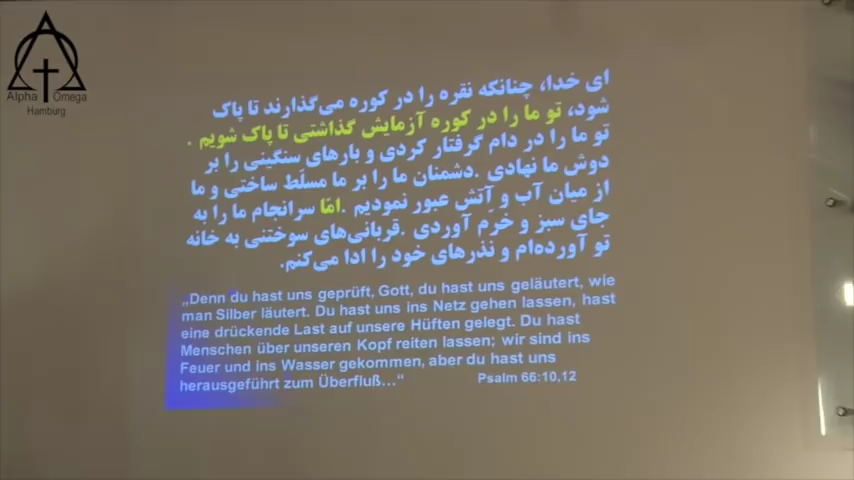 Alpha Omega
Hamburg
ای خدا، چنانکه نقره را در کوره می‌گذارند تا پاک
شود، تو ما را در کوره آزمایش گذاشتی تا پاک شویم .
تو ما را در دام گرفتار کردی و بارهای سنگینی را بر
دوش ما نهادی .دشمنان ما را بر ما مسلّط ساختی و ما
از میان آب و آتش عبور نمودیم .امّا سرانجام ما را به
جای سبز و خرّم آوردی .قربانی‌های سوختنی به خانه
تو آورده‌ام و نذرهای خود را ادا می‌کنم.
„Denn du hast uns geprüft, Gott, du hast uns geläutert, wie
man Silber läutert. Du hast uns ins Netz gehen lassen, hast
eine drückende Last auf unsere Hüften gelegt. Du hast
Menschen über unseren Kopf reiten lassen; wir sind ins
Feuer und ins Wasser gekommen, aber du hast uns
herausgeführt zum Überfluß...“ Psalm 66:10,12